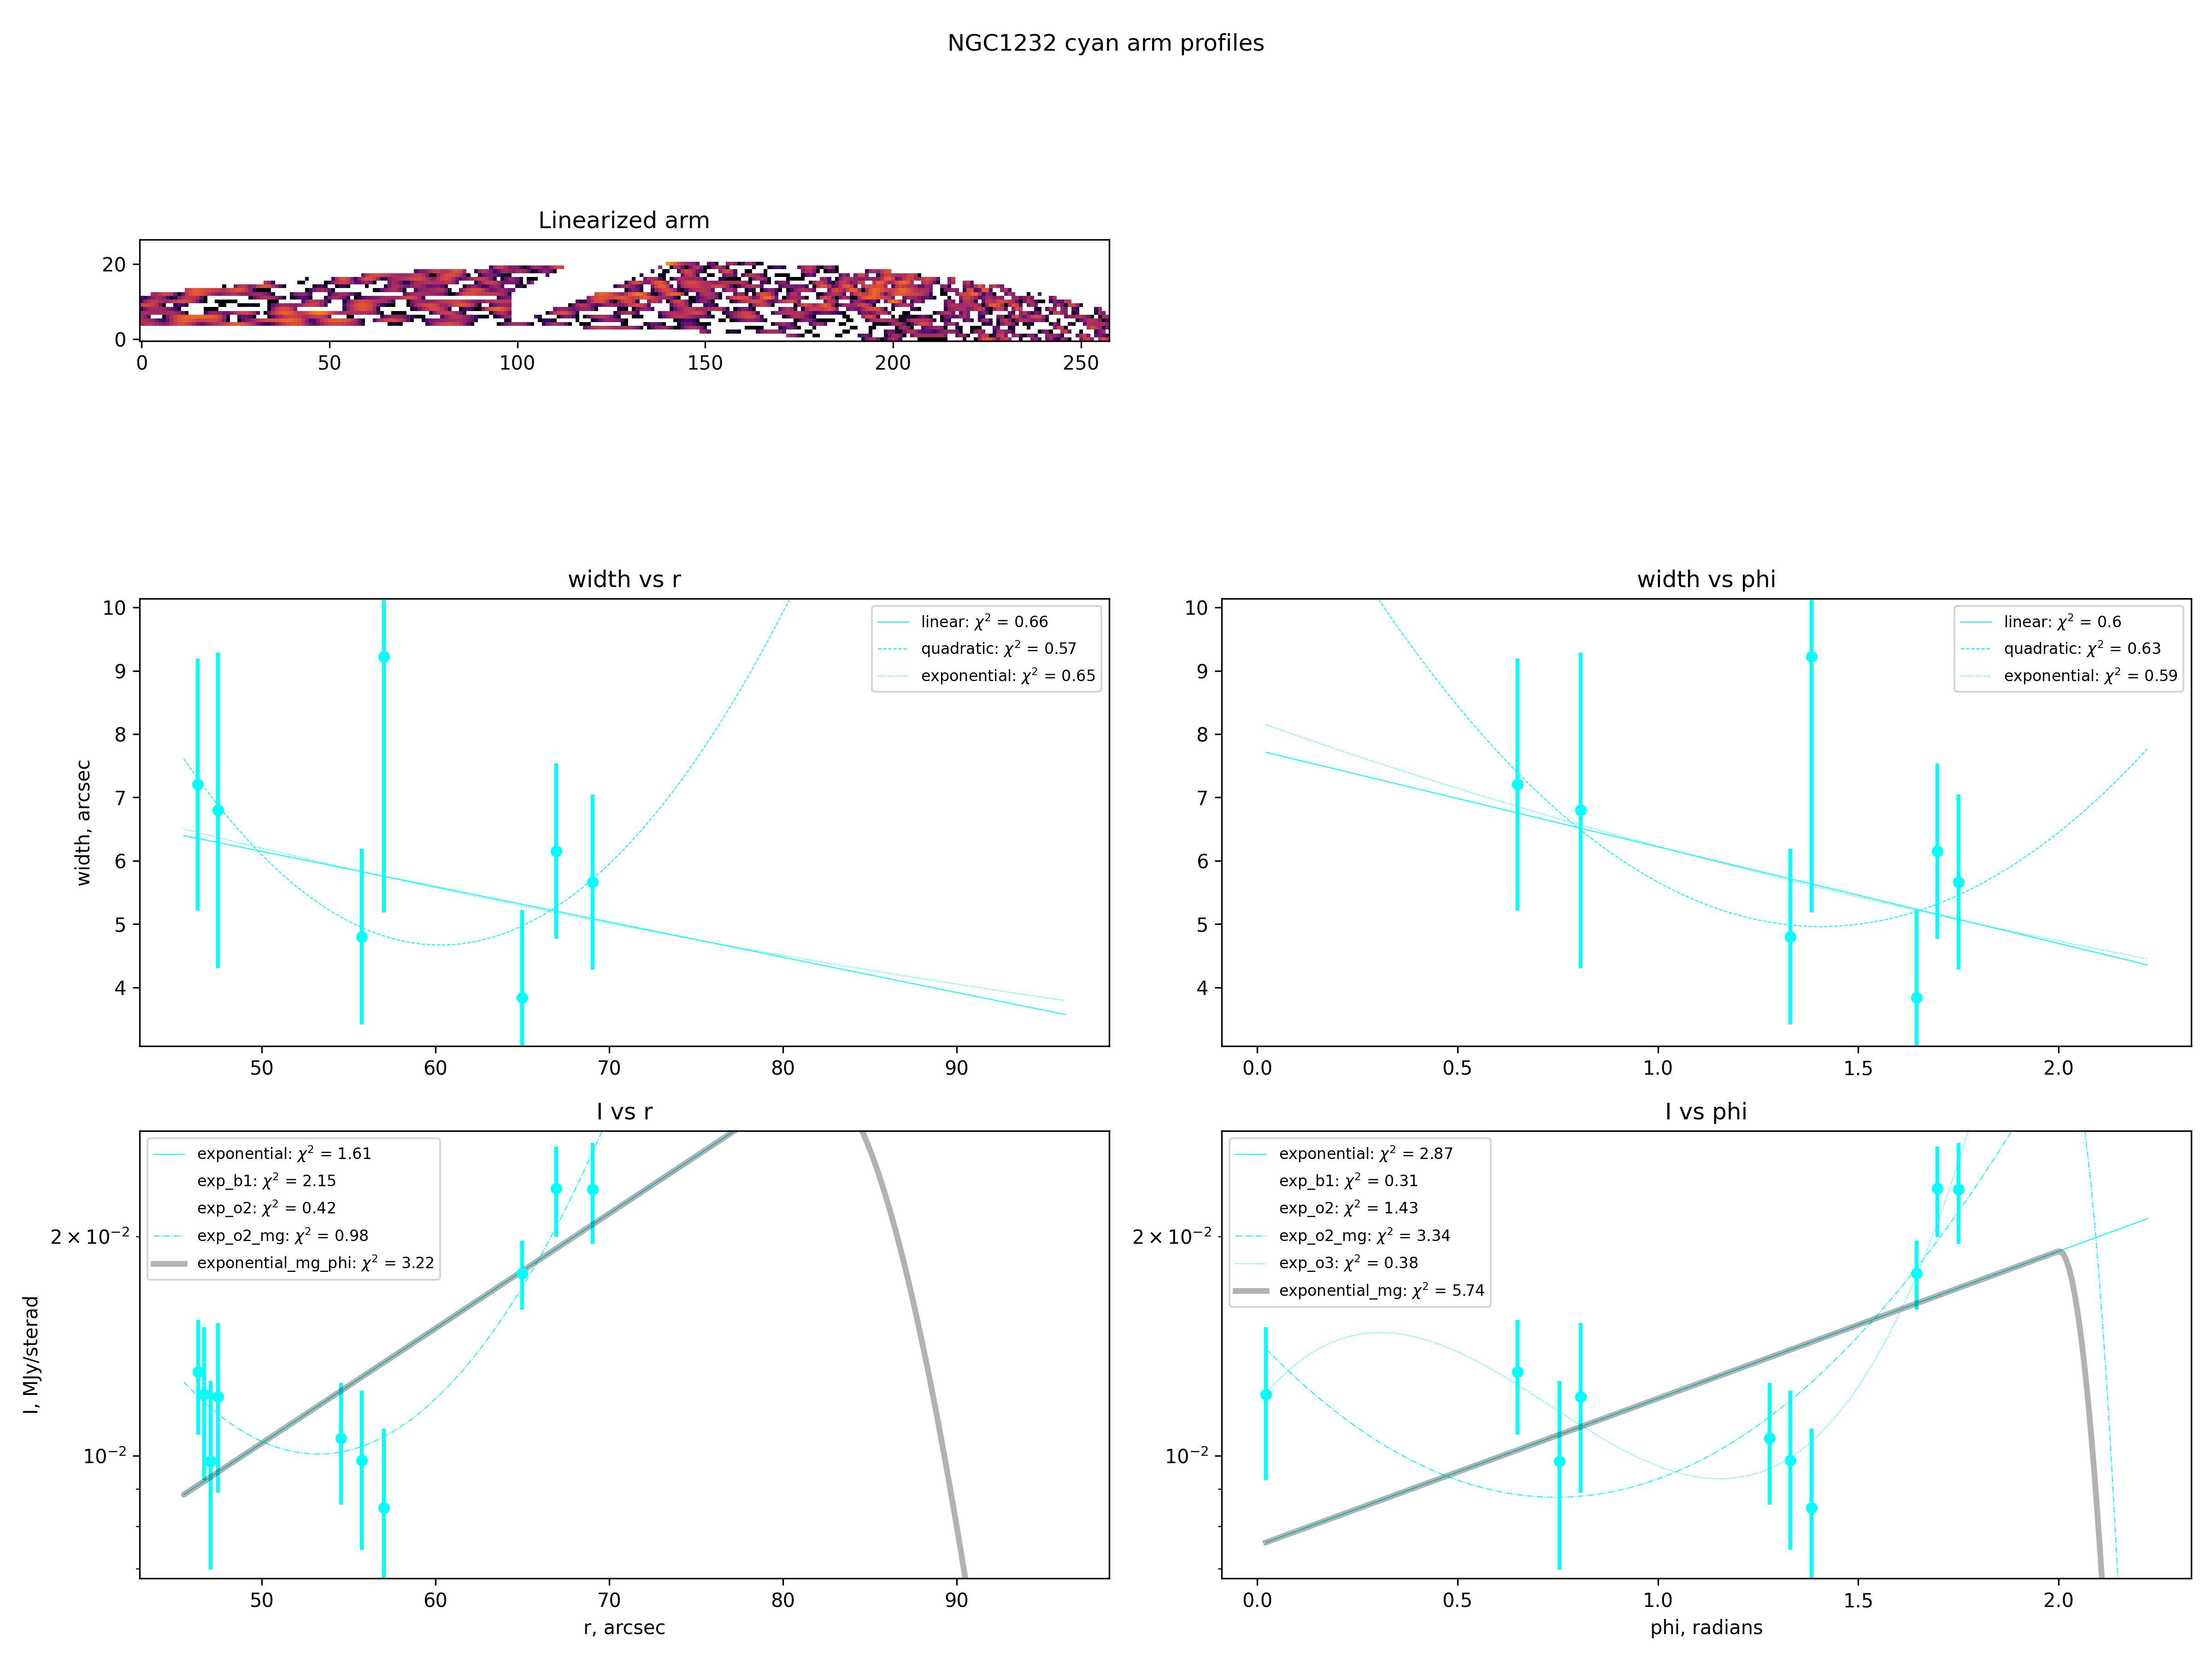 NGC1232 cyan arm profiles
Linearized arm
20
0
0 50 100 150 200 250
width vs r
10
9
8
7
6
5
4
width, arcsec
linear: χ² = 0.66
quadratic: χ² = 0.57
exponential: χ² = 0.65
50 60 70 80 90
width vs phi
10
9
8
7
6
5
4
linear: χ² = 0.6
quadratic: χ² = 0.63
exponential: χ² = 0.59
0.0 0.5 1.0 1.5 2.0
I vs r
exponential: χ² = 1.61
exp_b1: χ² = 2.15
exp_o2: χ² = 0.42
exp_o2_mg: χ² = 0.98
exponential_mg_phi: χ² = 3.22
2 × 10⁻²
10⁻²
I, MJy/sterad
50 60 70 80 90
r, arcsec
I vs phi
exponential: χ² = 2.87
exp_b1: χ² = 0.31
exp_o2: χ² = 1.43
exp_o2_mg: χ² = 3.34
exp_o3: χ² = 0.38
exponential_mg: χ² = 5.74
2 × 10⁻²
10⁻²
0.0 0.5 1.0 1.5 2.0
phi, radians